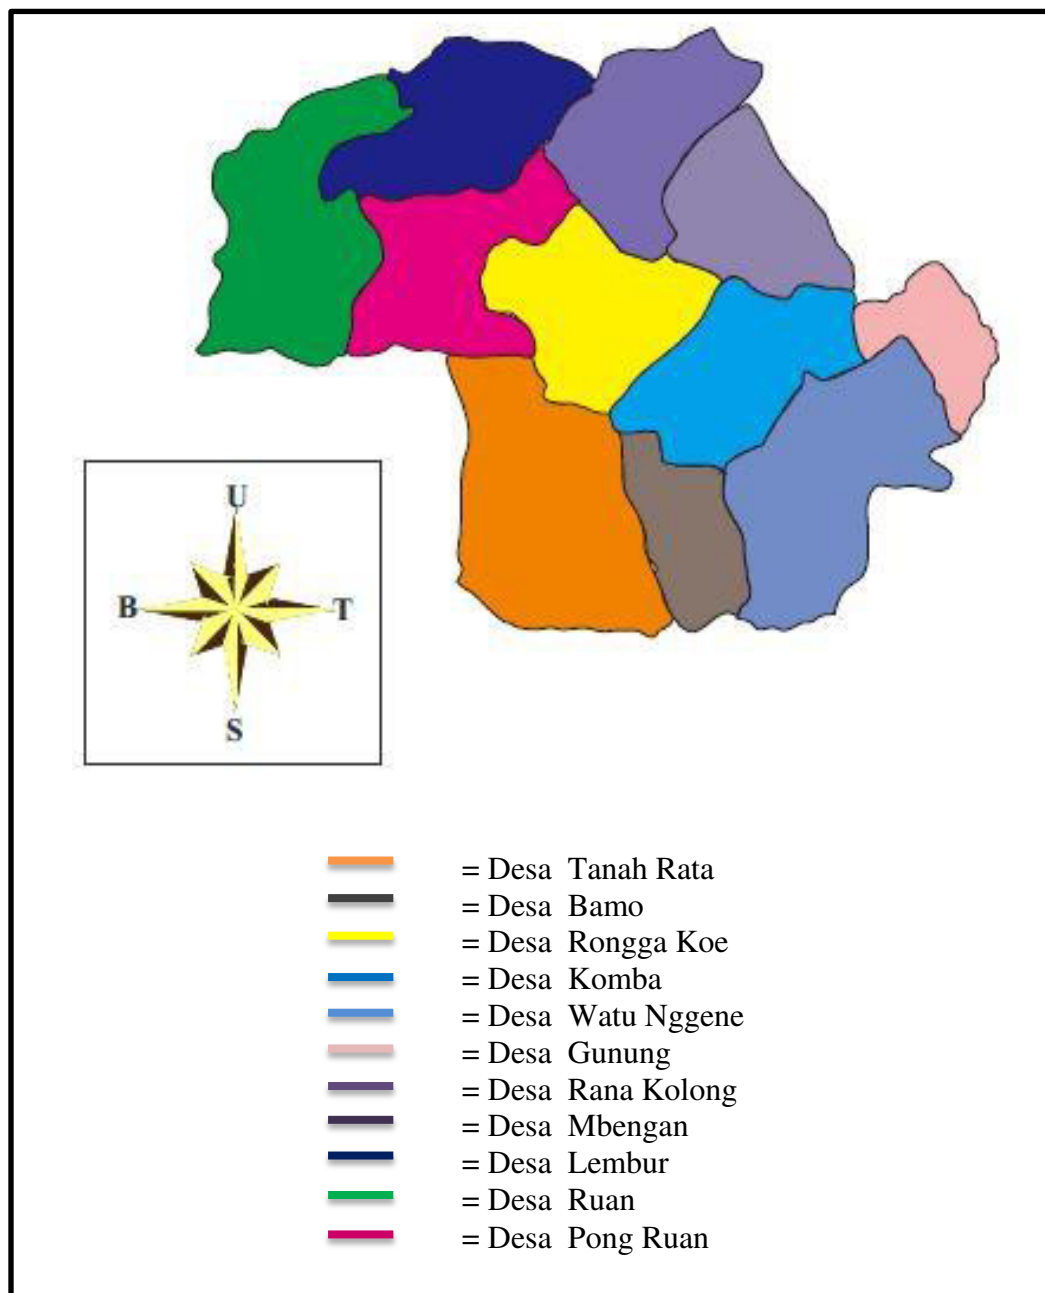 U
B T
S
= Desa Tanah Rata
= Desa Bamo
= Desa Rongga Koe
= Desa Komba
= Desa Watu Nggene
= Desa Gunung
= Desa Rana Kolong
= Desa Mbengan
= Desa Lembur
= Desa Ruan
= Desa Pong Ruan